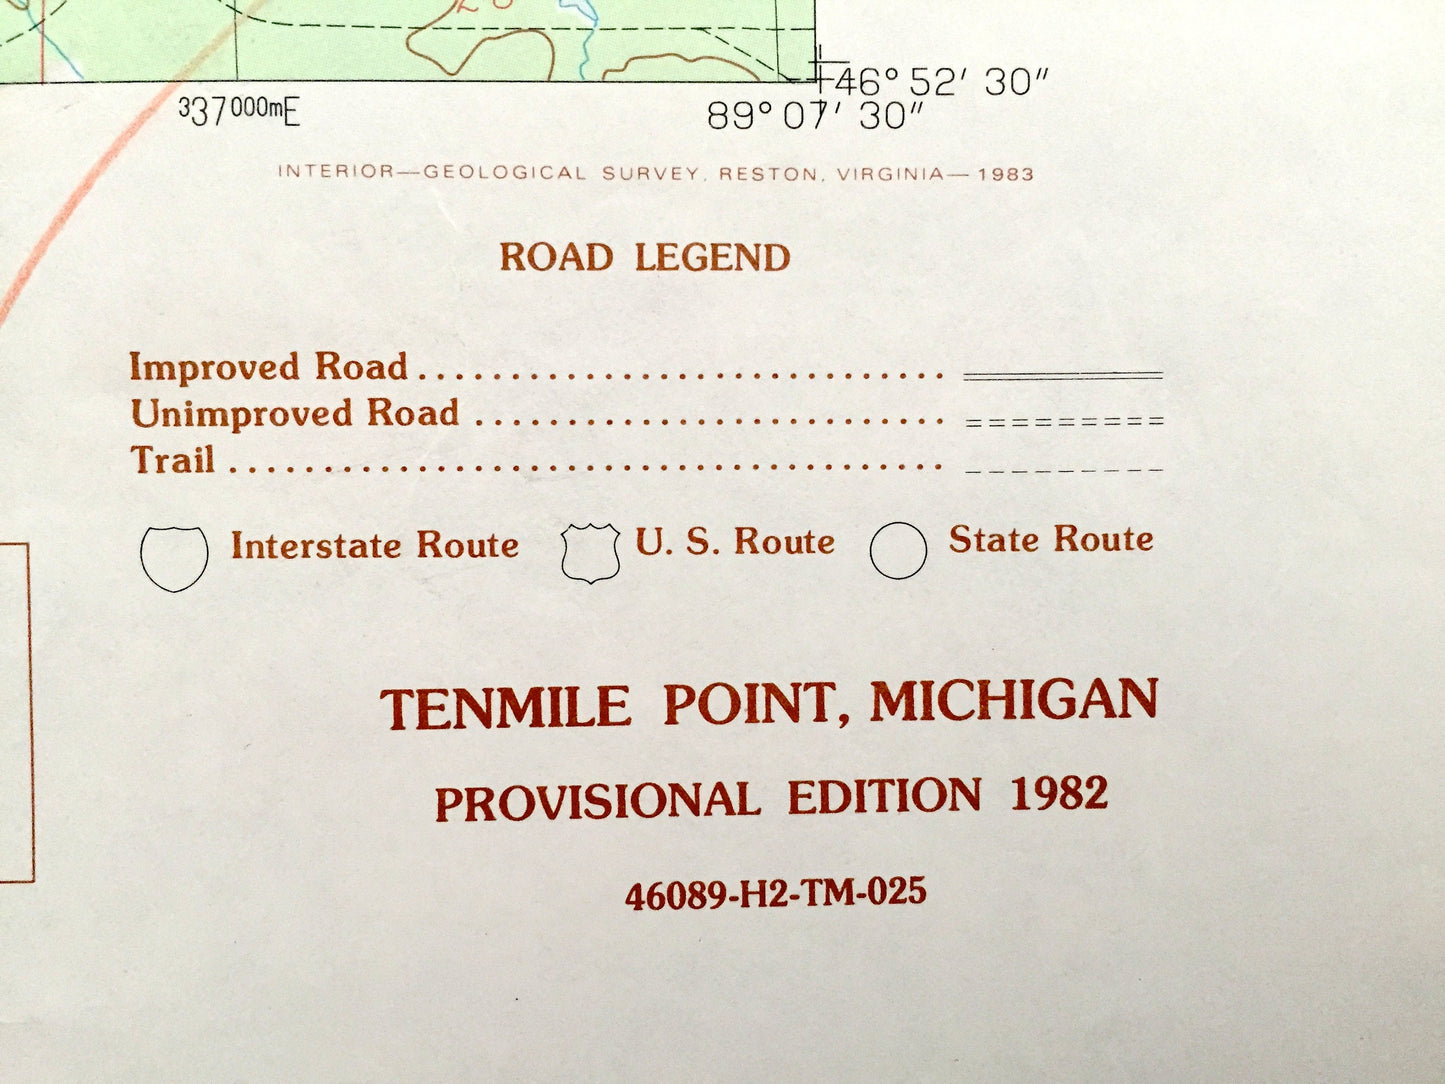 46° 52′ 30″
337000mE
89° 07′ 30″
INTERIOR—GEOLOGICAL SURVEY, RESTON, VIRGINIA—1983
ROAD LEGEND
Improved Road
Unimproved Road
Trail
Interstate Route U. S. Route State Route
TENMILE POINT, MICHIGAN
PROVISIONAL EDITION 1982
46089-H2-TM-025